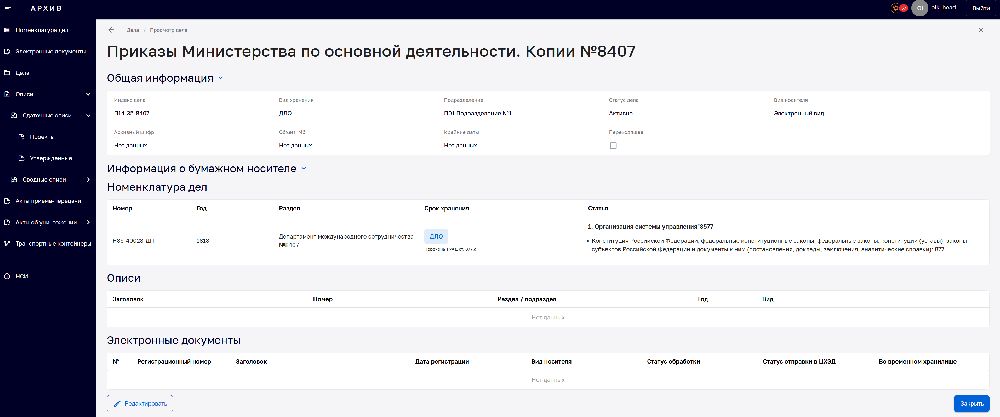 АРХИВ
57
OI
oik_head
Выйти
Номенклатура дел
Электронные документы
Дела
Описи
Сдаточные описи
Проекты
Утвержденные
Сводные описи
Акты приема-передачи
Акты об уничтожении
Транспортные контейнеры
НСИ
Дела / Просмотр дела
Приказы Министерства по основной деятельности. Копии №8407
Общая информация
Индекс дела
П14-35-8407
Вид хранения
ДЛО
Подразделение
П01 Подразделение №1
Статус дела
Активно
Вид носителя
Электронный вид
Архивный шифр
Нет данных
Объем, Мб
Нет данных
Крайние даты
Нет данных
Переходящее
Информация о бумажном носителе
Номенклатура дел
Номер Год Раздел Срок хранения Статья
Н85-40028-ДП
1818
Департамент международного сотрудничества
№8407
ДЛО
Перечень ТУАД ст. 877.а
1. Организация системы управления"8577
• Конституция Российской Федерации, федеральные конституционные законы, федеральные законы, конституции (уставы), законы
субъектов Российской Федерации и документы к ним (постановления, доклады, заключения, аналитические справки): 877
Описи
Заголовок Номер Раздел / подраздел Год Вид
Нет данных
Электронные документы
№ Регистрационный номер Заголовок Дата регистрации Вид носителя Статус обработки Статус отправки в ЦХЭД Во временном хранилище
Нет данных
Редактировать
Закрыть